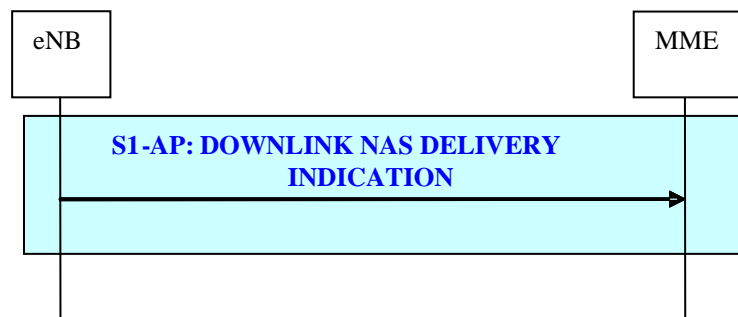 eNB
MME
S1-AP: DOWNLINK NAS DELIVERY
INDICATION